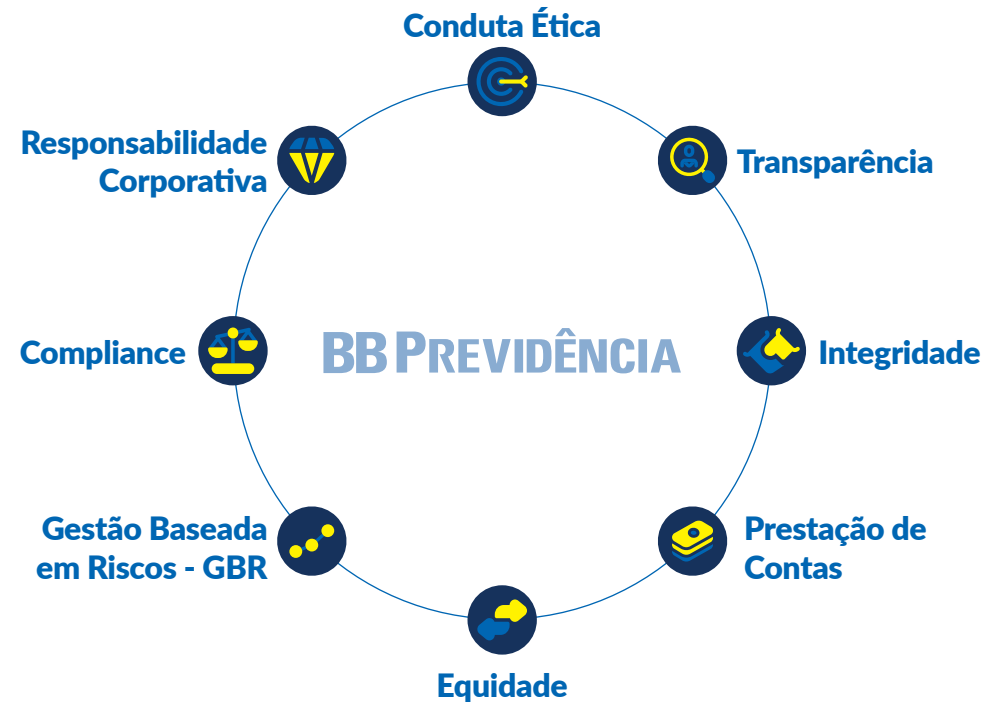 Conduta Ética
Responsabilidade
Corporativa
Transparência
Compliance
BB PREVIDÊNCIA
Integridade
Gestão Baseada
em Riscos - GBR
Prestação de
Contas
Equidade